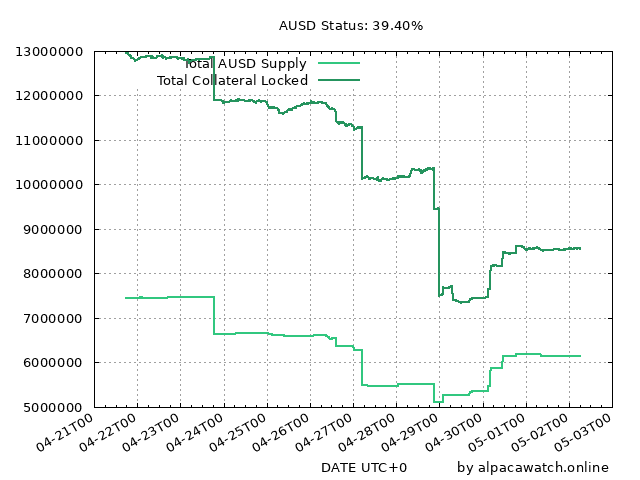 AUSD Status: 39.40%
13000000
Total AUSD Supply
Total Collateral Locked
12000000
11000000
10000000
9000000
8000000
7000000
6000000
5000000
04-21T00 04-22T00 04-23T00 04-24T00 04-25T00 04-26T00 04-27T00 04-28T00 04-29T00 04-30T00 05-01T00 05-02T00 05-03T00
DATE UTC+0 by alpacawatch.online